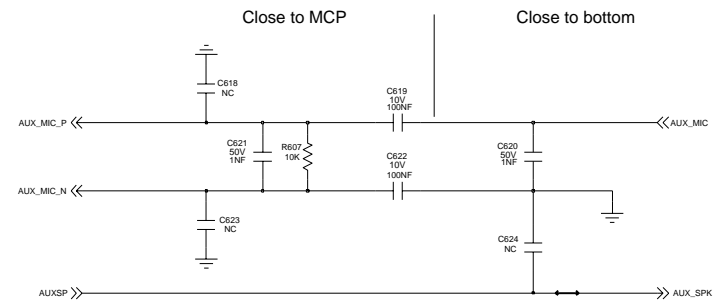 Close to MCP
Close to bottom
C618
NC
C619
10V
100NF
AUX_MIC_P
AUX_MIC
C621
50V
1NF
R607
10K
C620
50V
1NF
C622
10V
100NF
AUX_MIC_N
C623
NC
C624
NC
AUXSP
AUX_SPK